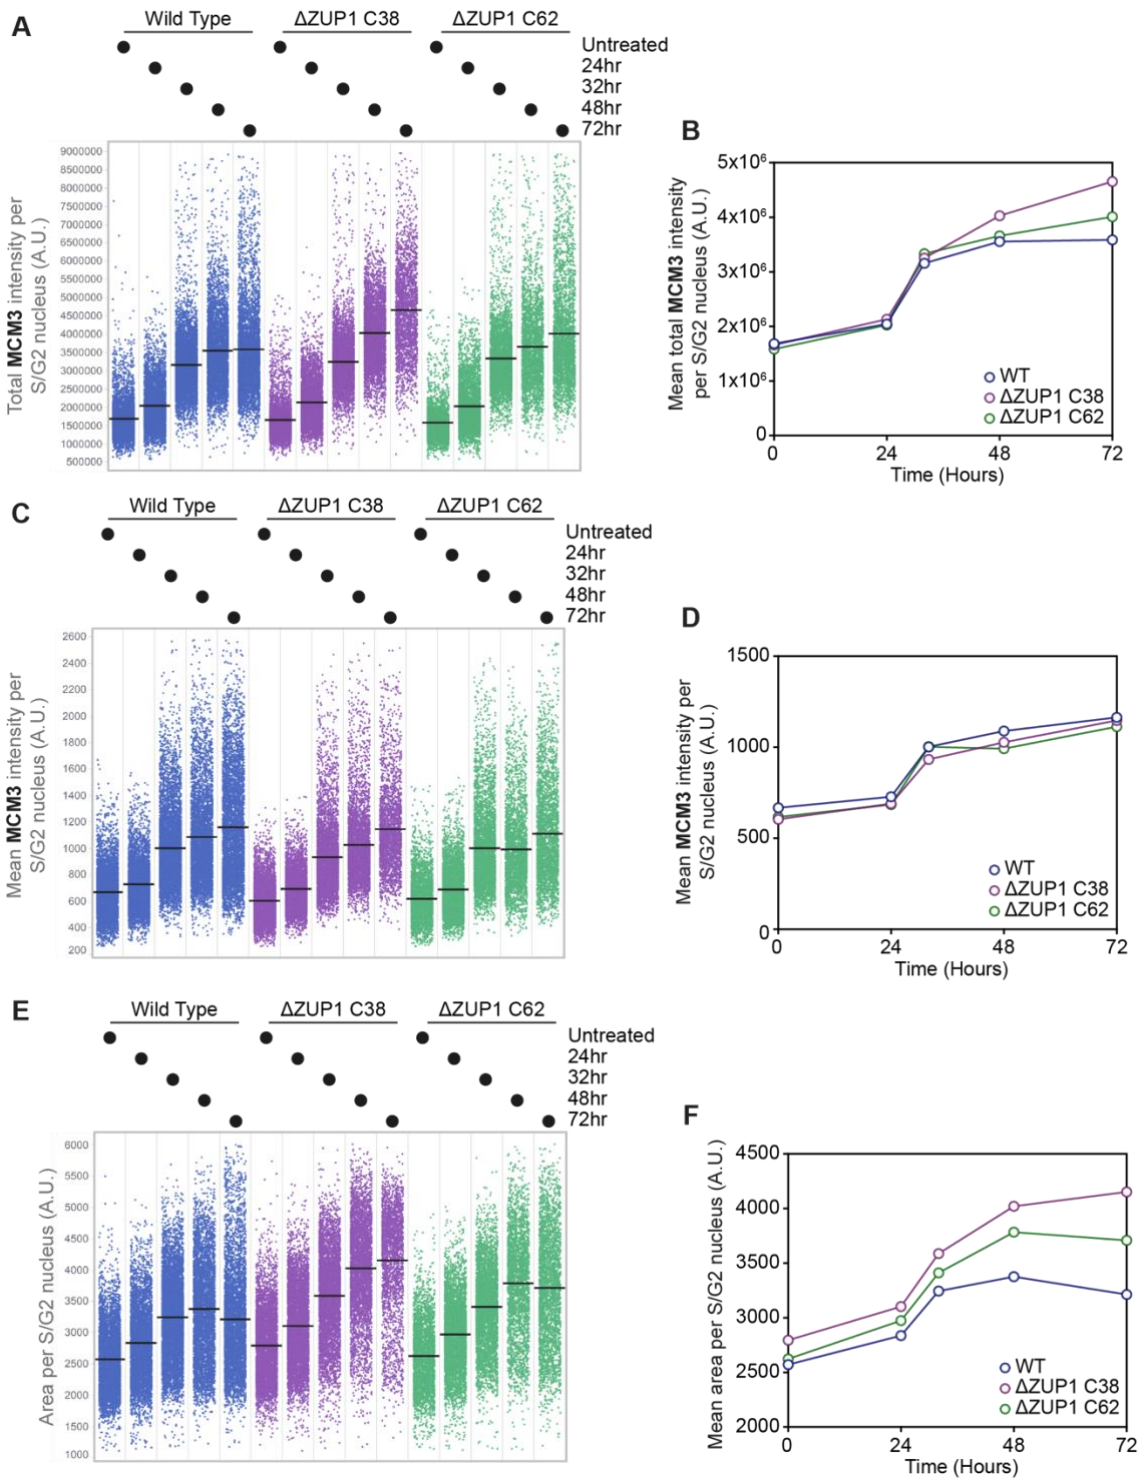 A
Wild Type
ΔZUP1 C38
ΔZUP1 C62
Untreated
24hr
32hr
48hr
72hr
Total MCM3 intensity per
S/G2 nucleus (A.U.)
9000000
8500000
8000000
7500000
7000000
6500000
6000000
5500000
5000000
4500000
4000000
3500000
3000000
2500000
2000000
1500000
1000000
500000
B
Mean total MCM3 intensity
per S/G2 nucleus (A.U.)
5x10⁶
4x10⁶
3x10⁶
2x10⁶
1x10⁶
0
WT
ΔZUP1 C38
ΔZUP1 C62
0 24 48 72
Time (Hours)
C
Wild Type
ΔZUP1 C38
ΔZUP1 C62
Untreated
24hr
32hr
48hr
72hr
Mean MCM3 intensity per
S/G2 nucleus (A.U.)
2600
2400
2200
2000
1800
1600
1400
1200
1000
800
600
400
200
D
Mean MCM3 intensity per
S/G2 nucleus (A.U.)
1500
1000
500
0
WT
ΔZUP1 C38
ΔZUP1 C62
0 24 48 72
Time (Hours)
E
Wild Type
ΔZUP1 C38
ΔZUP1 C62
Untreated
24hr
32hr
48hr
72hr
Area per S/G2 nucleus (A.U.)
6000
5500
5000
4500
4000
3500
3000
2500
2000
1500
1000
F
Mean area per S/G2 nucleus (A.U.)
4500
4000
3500
3000
2500
2000
WT
ΔZUP1 C38
ΔZUP1 C62
0 24 48 72
Time (Hours)